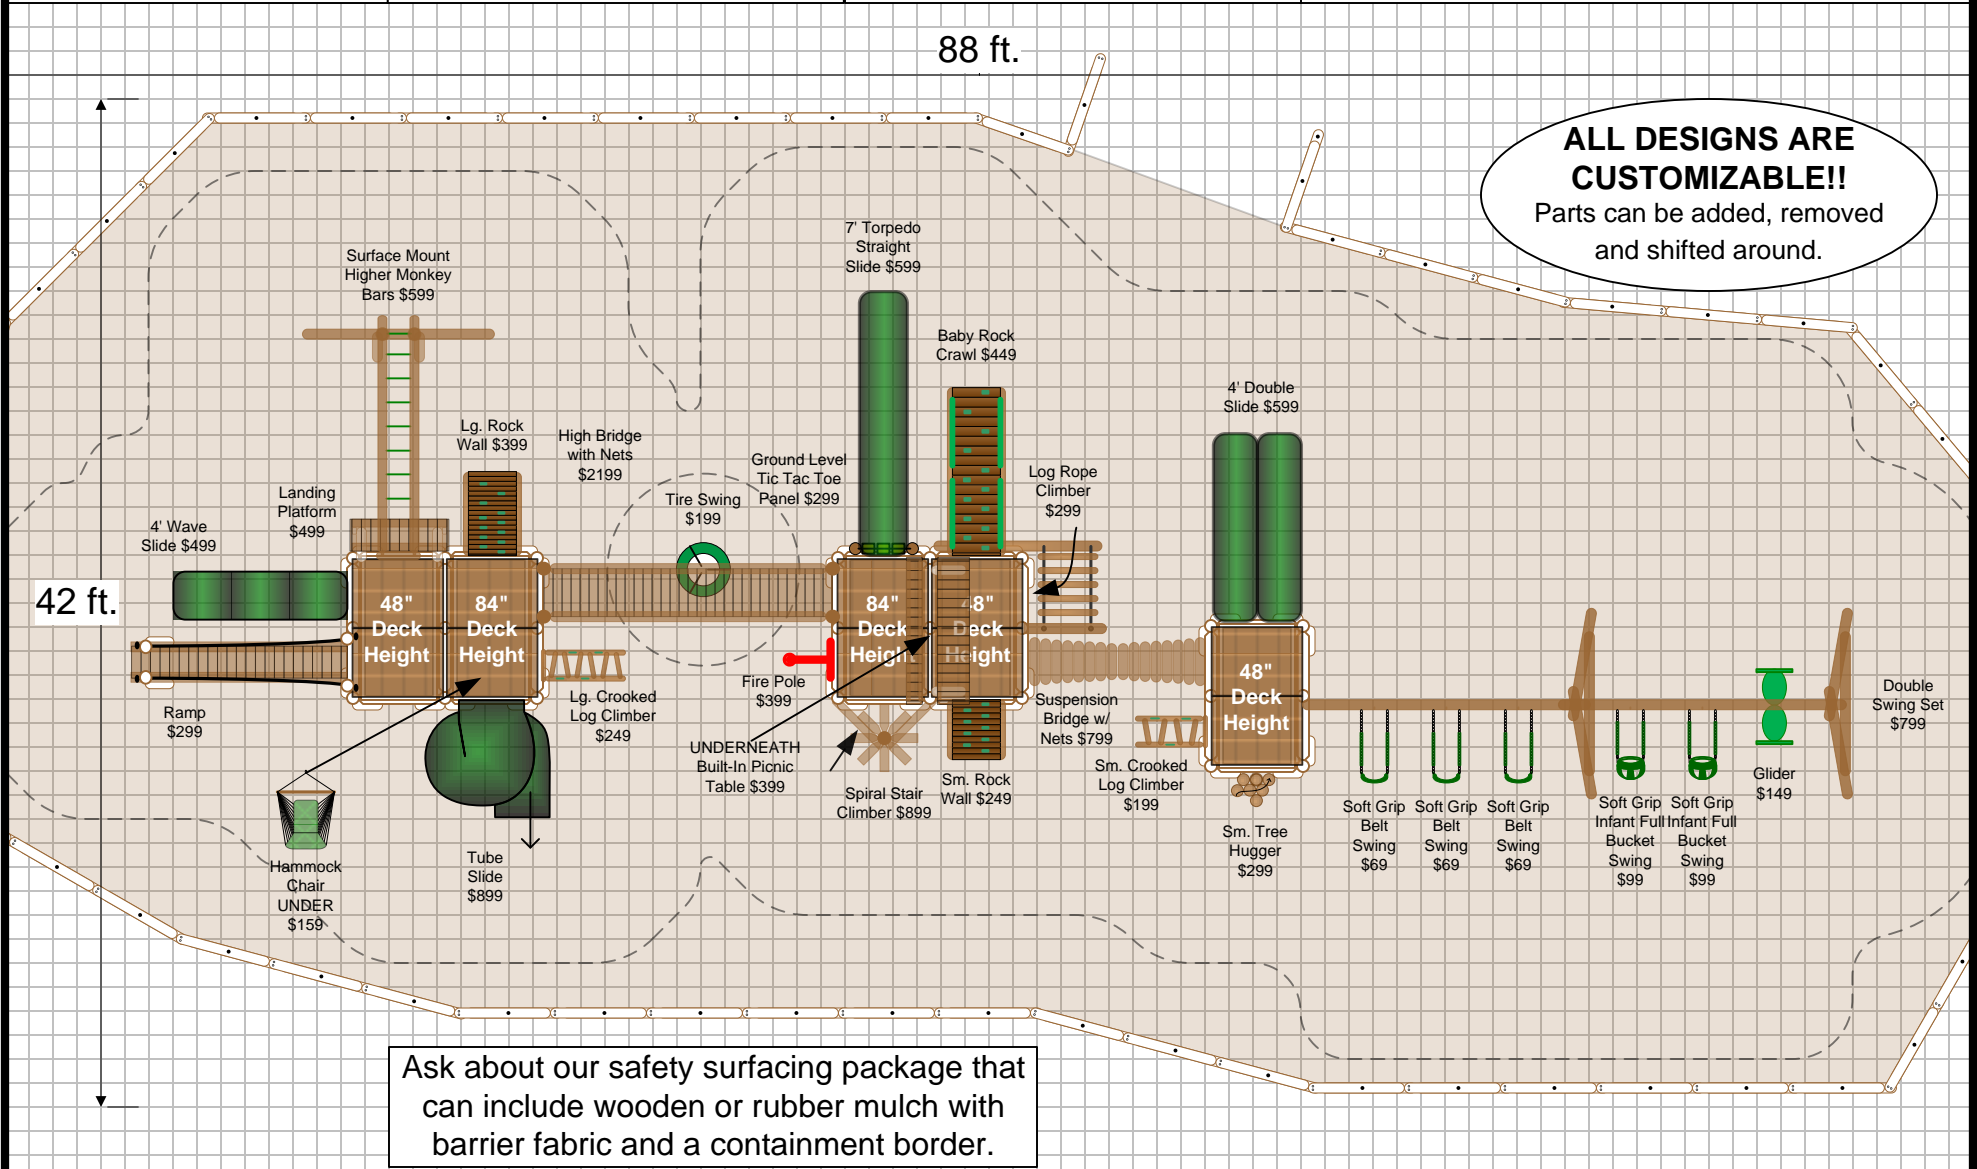 88 ft.
ALL DESIGNS ARE
CUSTOMIZABLE!!
Parts can be added, removed
and shifted around.
7' Torpedo
Straight
Slide $599
Surface Mount
Higher Monkey
Bars $599
Baby Rock
Crawl $449
4' Double
Slide $599
Lg. Rock
Wall $399
High Bridge
with Nets
$2199
Ground Level
Tic Tac Toe
Panel $299
Log Rope
Climber
$299
Landing
Platform
$499
Tire Swing
$199
4' Wave
Slide $499
42 ft.
48"
Deck
Height
84"
Deck
Height
84"
Deck
Height
48"
Deck
Height
48"
Deck
Height
Ramp
$299
Lg. Crooked
Log Climber
$249
Fire Pole
$399
UNDERNEATH
Built-In Picnic
Table $399
Spiral Stair
Climber $899
Sm. Rock
Wall $249
Suspension
Bridge w/
Nets $799
Sm. Crooked
Log Climber
$199
Double
Swing Set
$799
Glider
$149
Soft Grip
Belt
Swing
$69
Soft Grip
Belt
Swing
$69
Soft Grip
Belt
Swing
$69
Soft Grip
Infant Full
Bucket
Swing
$99
Soft Grip
Infant Full
Bucket
Swing
$99
Sm. Tree
Hugger
$299
Tube
Slide
$899
Hammock
Chair
UNDER
$159
Ask about our safety surfacing package that
can include wooden or rubber mulch with
barrier fabric and a containment border.